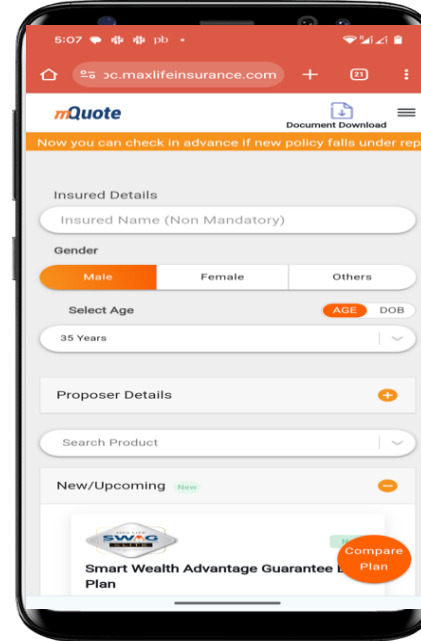 5:07 pb
oc.maxlifeinsurance.com 21
mQuote
Document Download
Now you can check in advance if new policy falls under rep
Insured Details
Insured Name (Non Mandatory)
Gender
Male Female Others
Select Age AGE DOB
35 Years
Proposer Details
Search Product
New/Upcoming New
SWAG
ELITE
Smart Wealth Advantage Guarantee
Plan
Compare
Plan